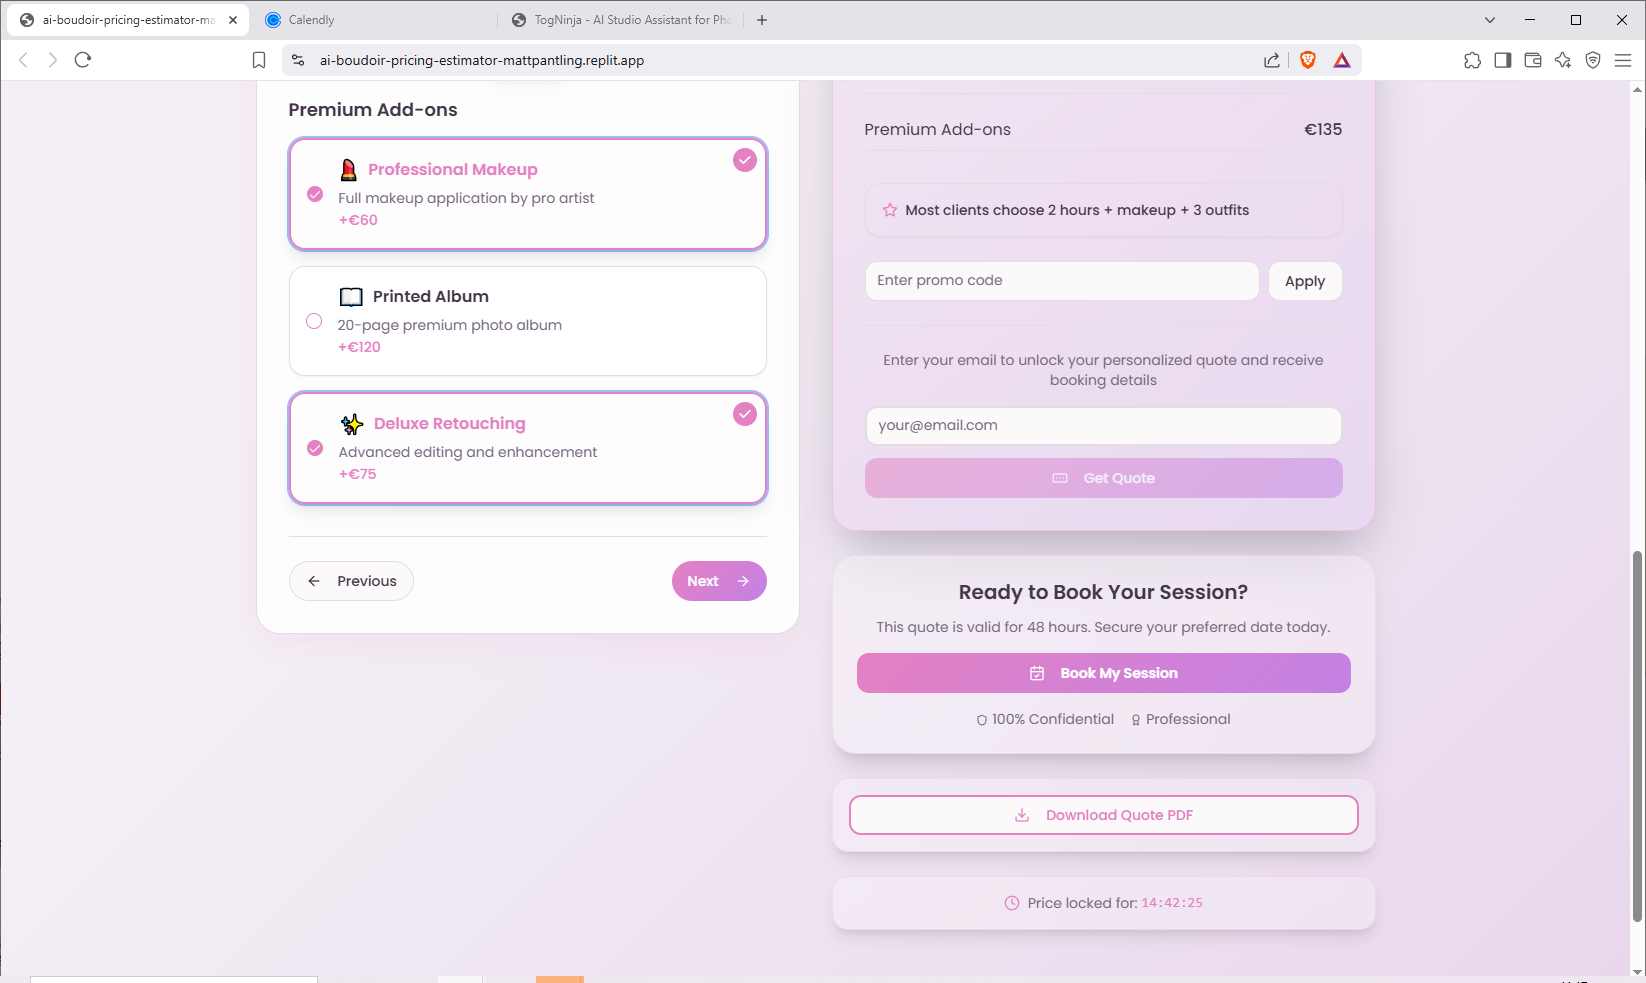 ai-boudoir-pricing-estimator-ma
Calendly
TogNinja - AI Studio Assistant for Pho
ai-boudoir-pricing-estimator-mattpantling.replit.app
Premium Add-ons
Professional Makeup
Full makeup application by pro artist
+€60
Printed Album
20-page premium photo album
+€120
Deluxe Retouching
Advanced editing and enhancement
+€75
Previous
Next
Premium Add-ons €135
Most clients choose 2 hours + makeup + 3 outfits
Enter promo code
Apply
Enter your email to unlock your personalized quote and receive
booking details
your@email.com
Get Quote
Ready to Book Your Session?
This quote is valid for 48 hours. Secure your preferred date today.
Book My Session
100% Confidential Professional
Download Quote PDF
Price locked for: 14:42:25